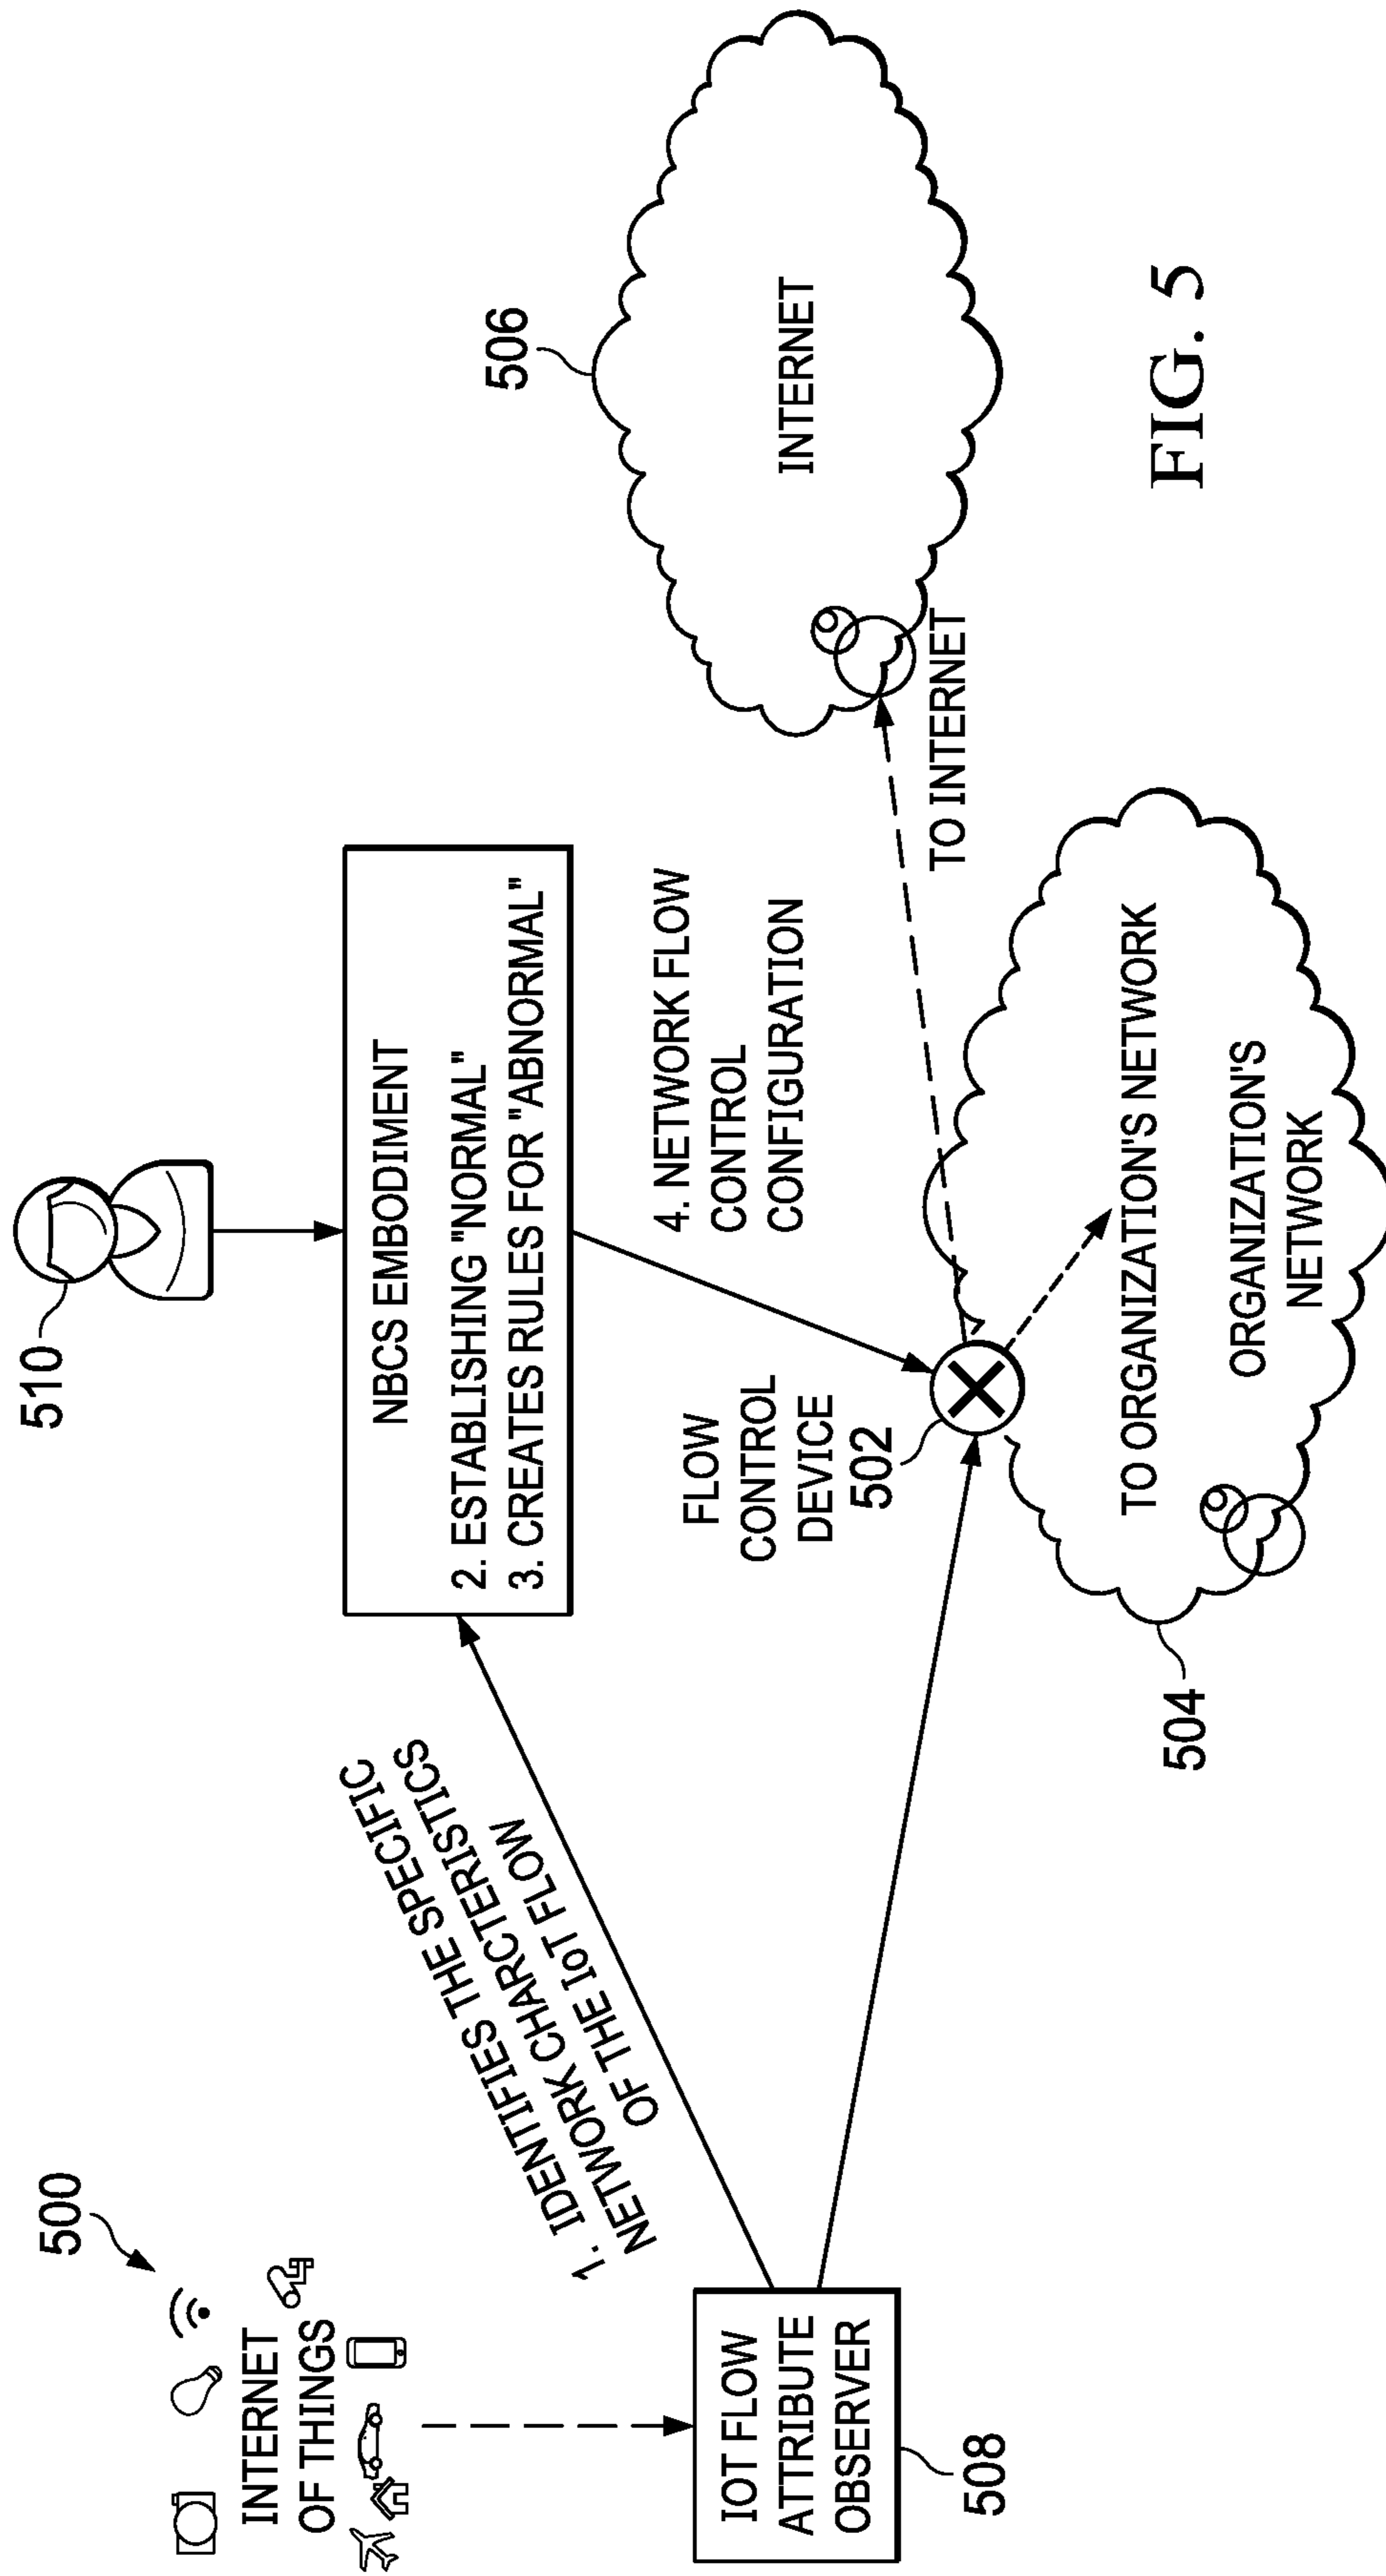 500
INTERNET
OF THINGS
IOT FLOW
ATTRIBUTE
OBSERVER
508
1. IDENTIFIES THE SPECIFIC
NETWORK CHARCTERISTICS
OF THE IoT FLOW
510
NBCS EMBODIMENT
2. ESTABLISHING "NORMAL"
3. CREATES RULES FOR "ABNORMAL"
FLOW
CONTROL
DEVICE
502
4. NETWORK FLOW
CONTROL
CONFIGURATION
504
TO ORGANIZATION'S NETWORK
ORGANIZATION'S
NETWORK
506
INTERNET
TO INTERNET
FIG. 5